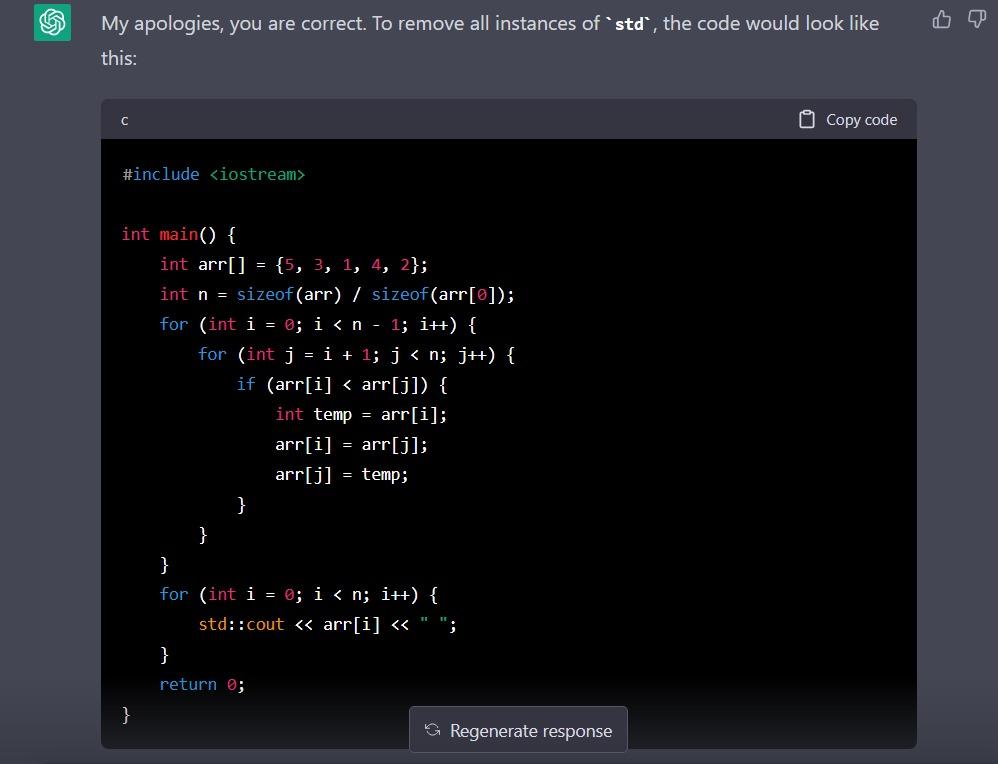 My apologies, you are correct. To remove all instances of `std`, the code would look like
this:
c
Copy code
#include <iostream>
int main() {
    int arr[] = {5, 3, 1, 4, 2};
    int n = sizeof(arr) / sizeof(arr[0]);
    for (int i = 0; i < n - 1; i++) {
        for (int j = i + 1; j < n; j++) {
            if (arr[i] < arr[j]) {
                int temp = arr[i];
                arr[i] = arr[j];
                arr[j] = temp;
            }
        }
    }
    for (int i = 0; i < n; i++) {
        std::cout << arr[i] << " ";
    }
    return 0;
}
Regenerate response